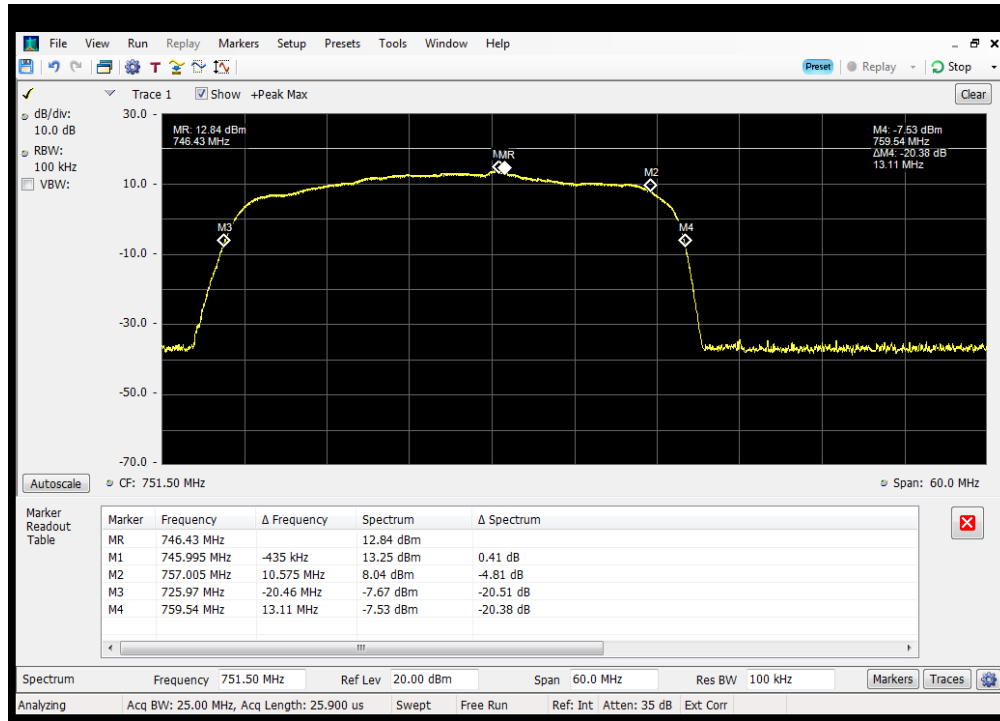 File View Run Replay Markers Setup Presets Tools Window Help
T Preset Replay Stop
Trace 1 Show +Peak Max Clear
dB/div:
10.0 dB
RBW:
100 kHz
VBW:
30.0 -
10.0 -
-10.0 -
-30.0 -
-50.0 -
-70.0 -
MR: 12.84 dBm
746.43 MHz
M4: -7.53 dBm
759.54 MHz
ΔM4: -20.38 dB
13.11 MHz
MR
M2
M3
M4
Autoscale CF: 751.50 MHz Span: 60.0 MHz
Marker
Readout
Table
Marker Frequency Δ Frequency Spectrum Δ Spectrum
MR 746.43 MHz 12.84 dBm
M1 745.995 MHz -435 kHz 13.25 dBm 0.41 dB
M2 757.005 MHz 10.575 MHz 8.04 dBm -4.81 dB
M3 725.97 MHz -20.46 MHz -7.67 dBm -20.51 dB
M4 759.54 MHz 13.11 MHz -7.53 dBm -20.38 dB
Spectrum Frequency 751.50 MHz Ref Lev 20.00 dBm Span 60.0 MHz Res BW 100 kHz Markers Traces
Analyzing Acq BW: 25.00 MHz, Acq Length: 25.900 us Swept Free Run Ref: Int Atten: 35 dB Ext Corr